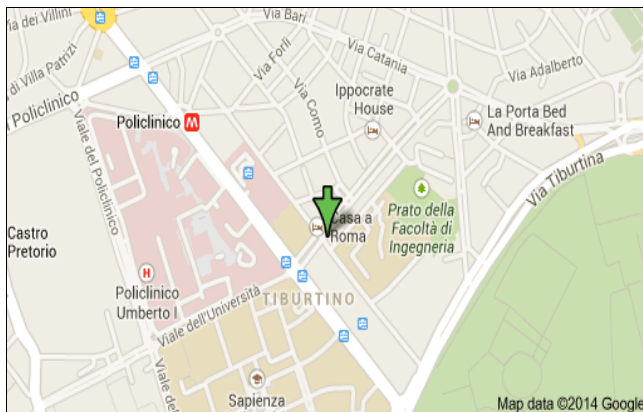 Via dei Villini
Via Bari
Via Forlì
Via Catania
Via Adalberto
di Villa Patrizi
Ippocrate
House
Via Como
La Porta Bed
And Breakfast
Policlinico
M
Viale del Policlinico
Via Tiburtina
Casa a
Roma
Prato della
Facoltà di
Ingegneria
Castro
Pretorio
H
Policlinico
Umberto I
TIBURTINO
Viale dell'Università
Sapienza
Map data ©2014 Google